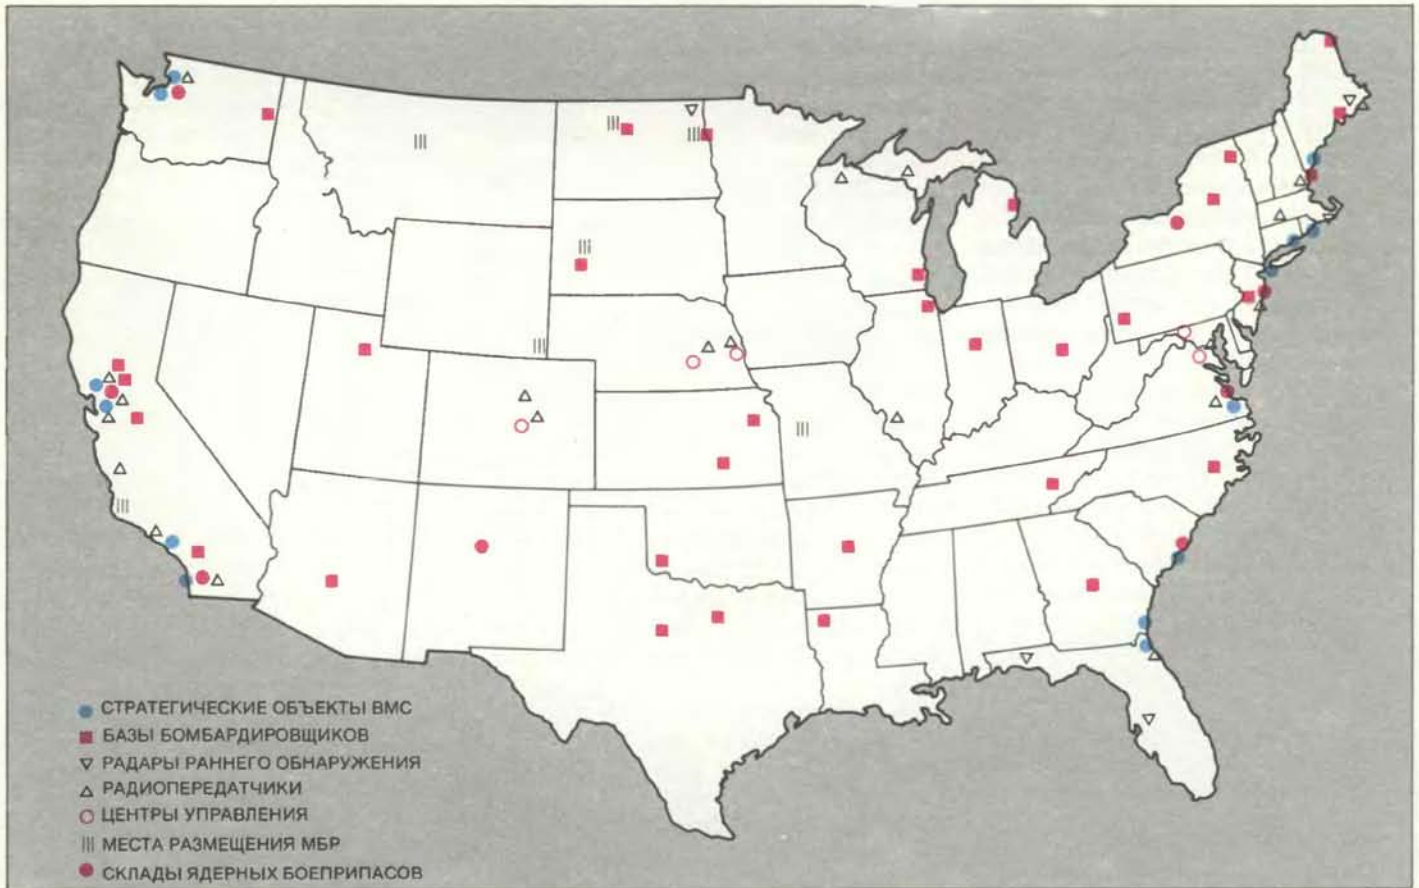 СТРАТЕГИЧЕСКИЕ ОБЪЕКТЫ ВМС
БАЗЫ БОМБАРДИРОВЩИКОВ
РАДАРЫ РАННЕГО ОБНАРУЖЕНИЯ
РАДИОПЕРЕДАТЧИКИ
ЦЕНТРЫ УПРАВЛЕНИЯ
МЕСТА РАЗМЕЩЕНИЯ МБР
СКЛАДЫ ЯДЕРНЫХ БОЕПРИПАСОВ